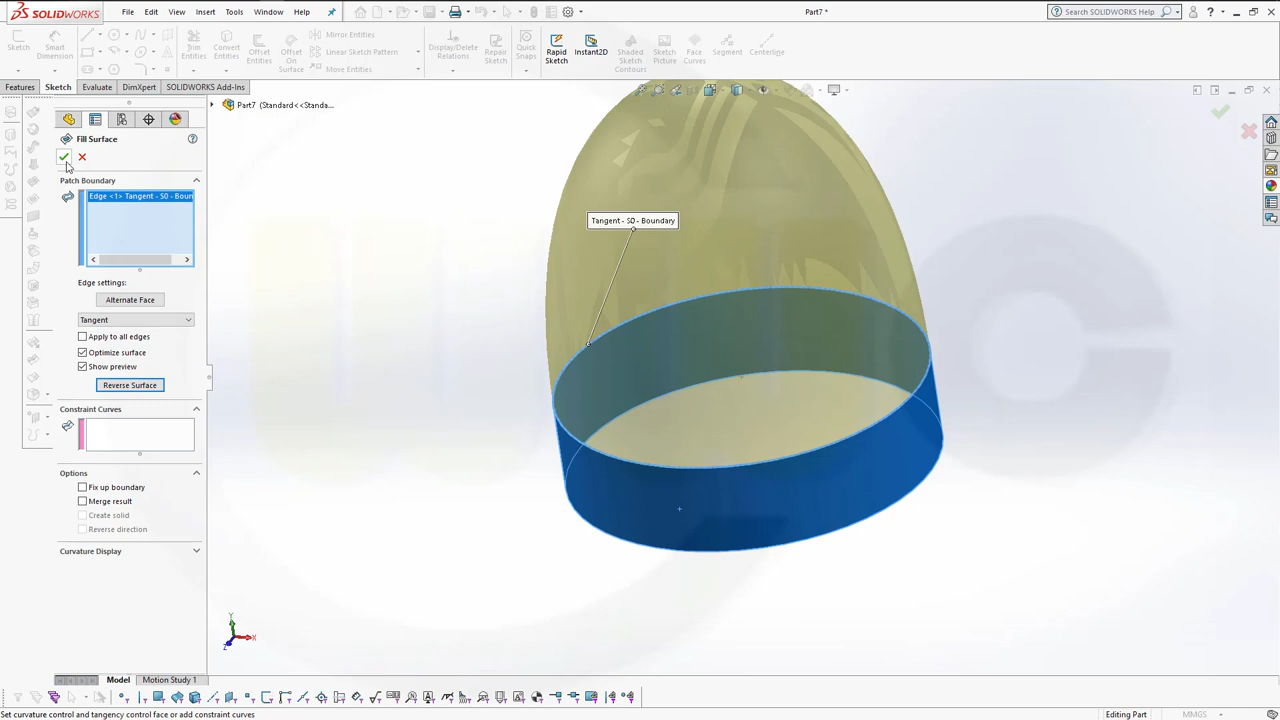 SOLIDWORKS
File Edit View Insert Tools Window Help
Part7 *
Search SOLIDWORKS Help
Sketch
Smart Dimension
Trim Entities
Convert Entities
Offset Entities
Offset On Surface
Mirror Entities
Linear Sketch Pattern
Move Entities
Display/Delete Relations
Repair Sketch
Quick Snaps
Rapid Sketch
Instant2D
Shaded Sketch Contours
Sketch Picture
Face Curves
Segment
Centerline
Features Sketch Evaluate DimXpert SOLIDWORKS Add-Ins
Part7 (Standard<<Standa...
Fill Surface
Patch Boundary
Edge <1> Tangent - S0 - Boun
Edge settings:
Alternate Face
Tangent
Apply to all edges
Optimize surface
Show preview
Reverse Surface
Constraint Curves
Options
Fix up boundary
Merge result
Create solid
Reverse direction
Curvature Display
Tangent - S0 - Boundary
Y
X
Z
Model Motion Study 1
Set curvature control and tangency control face or add constraint curves
Editing Part
MMGS